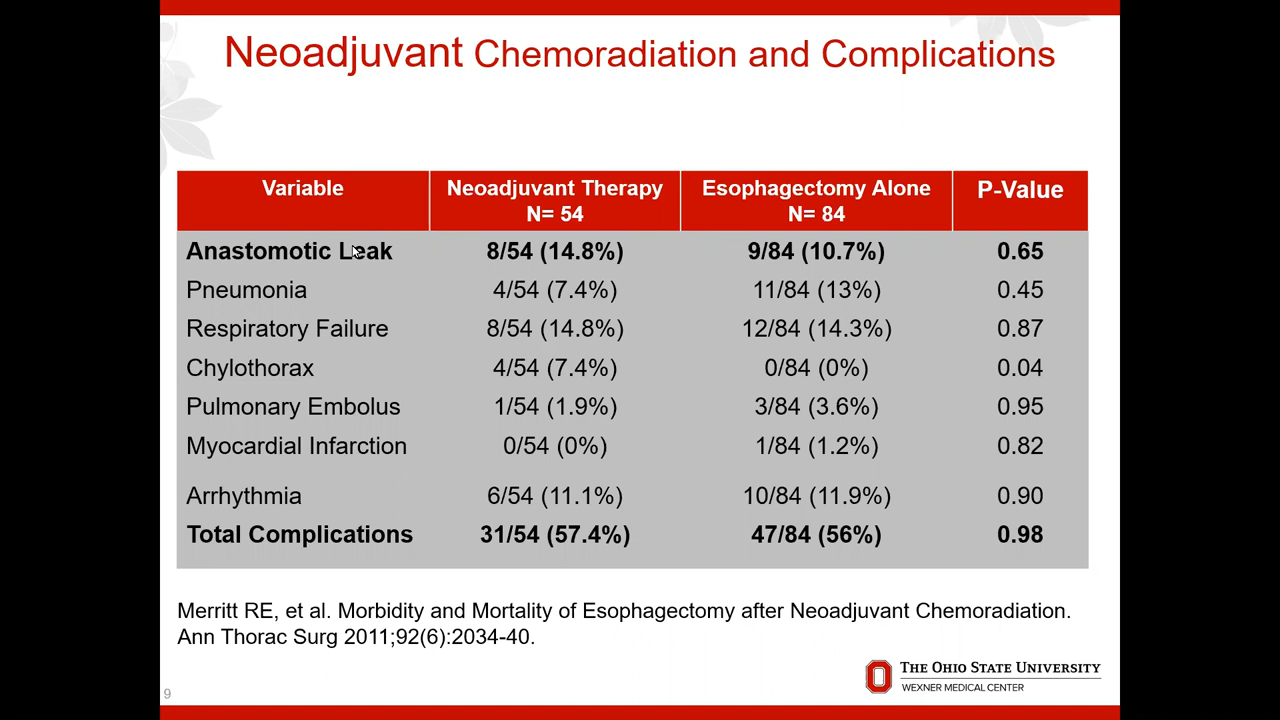 Neoadjuvant Chemoradiation and Complications
Variable Neoadjuvant Therapy N= 54 Esophagectomy Alone N= 84 P-Value
Anastomotic Leak 8/54 (14.8%) 9/84 (10.7%) 0.65
Pneumonia 4/54 (7.4%) 11/84 (13%) 0.45
Respiratory Failure 8/54 (14.8%) 12/84 (14.3%) 0.87
Chylothorax 4/54 (7.4%) 0/84 (0%) 0.04
Pulmonary Embolus 1/54 (1.9%) 3/84 (3.6%) 0.95
Myocardial Infarction 0/54 (0%) 1/84 (1.2%) 0.82
Arrhythmia 6/54 (11.1%) 10/84 (11.9%) 0.90
Total Complications 31/54 (57.4%) 47/84 (56%) 0.98
Merritt RE, et al. Morbidity and Mortality of Esophagectomy after Neoadjuvant Chemoradiation.
Ann Thorac Surg 2011;92(6):2034-40.
THE OHIO STATE UNIVERSITY
WEXNER MEDICAL CENTER
9